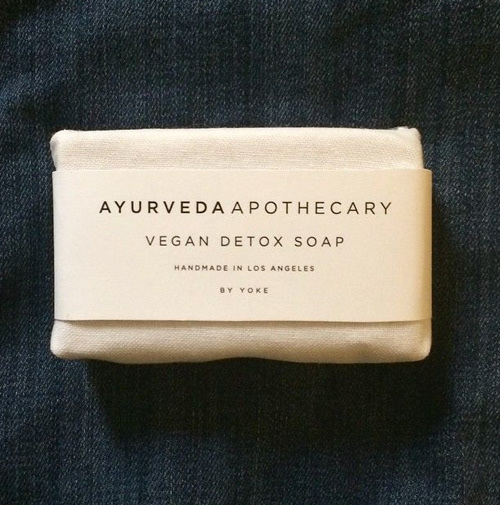 AYURVEDA APOTHECARY
VEGAN DETOX SOAP
HANDMADE IN LOS ANGELES
BY YOKE